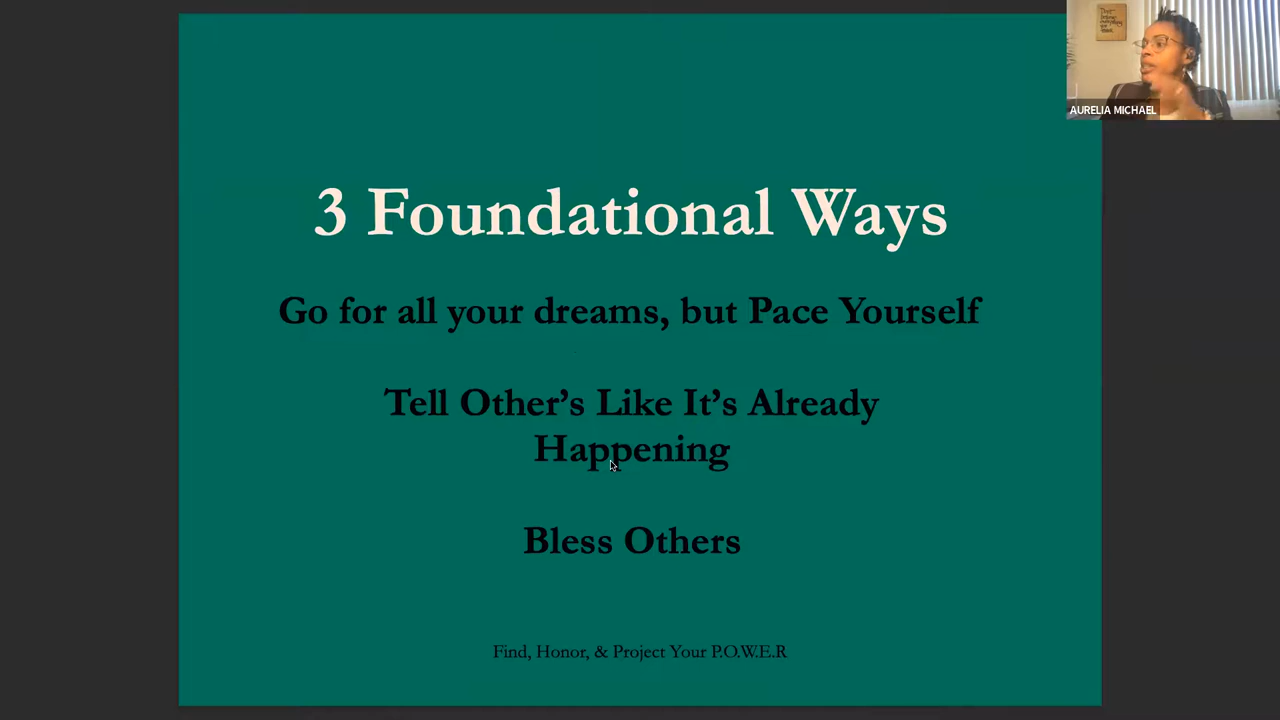 AURELIA MICHAEL
3 Foundational Ways
Go for all your dreams, but Pace Yourself
Tell Other’s Like It’s Already
Happening
Bless Others
Find, Honor, & Project Your P.O.W.E.R